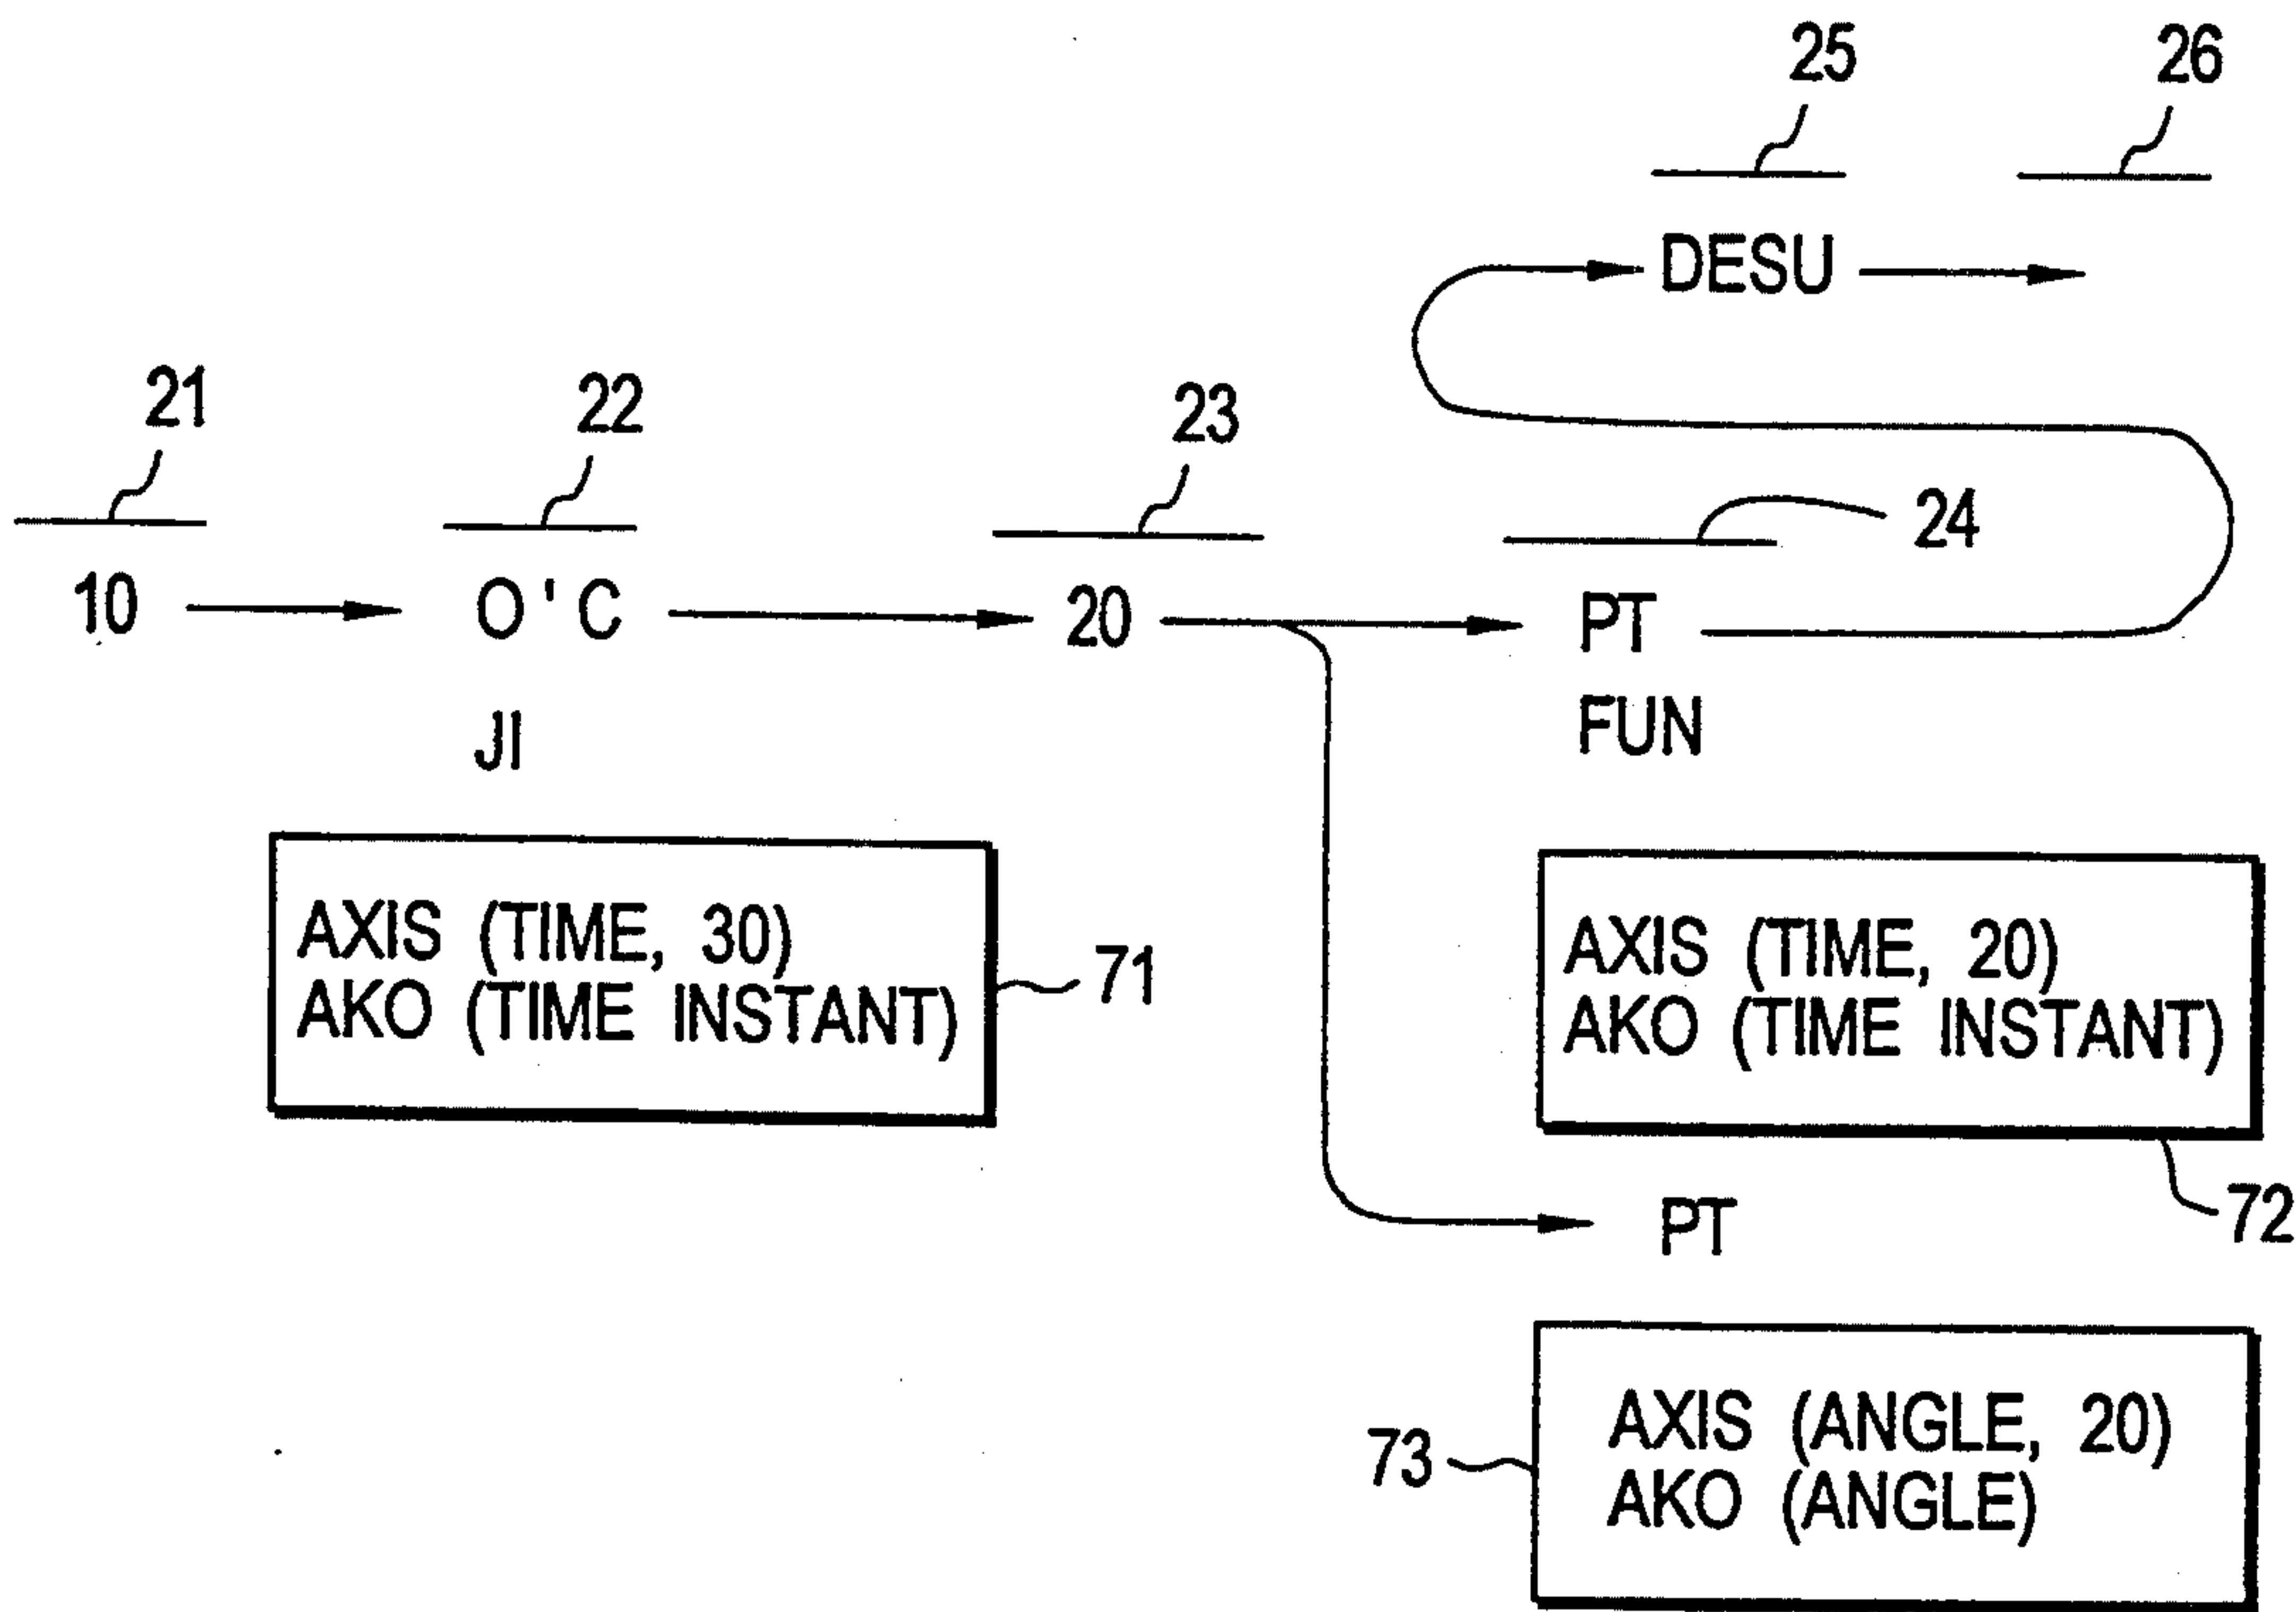 25 26
DESU
21 22 23
24
10 O'C 20 PT
JI FUN
AXIS (TIME, 30)
AKO (TIME INSTANT)
71
AXIS (TIME, 20)
AKO (TIME INSTANT)
72
PT
73
AXIS (ANGLE, 20)
AKO (ANGLE)